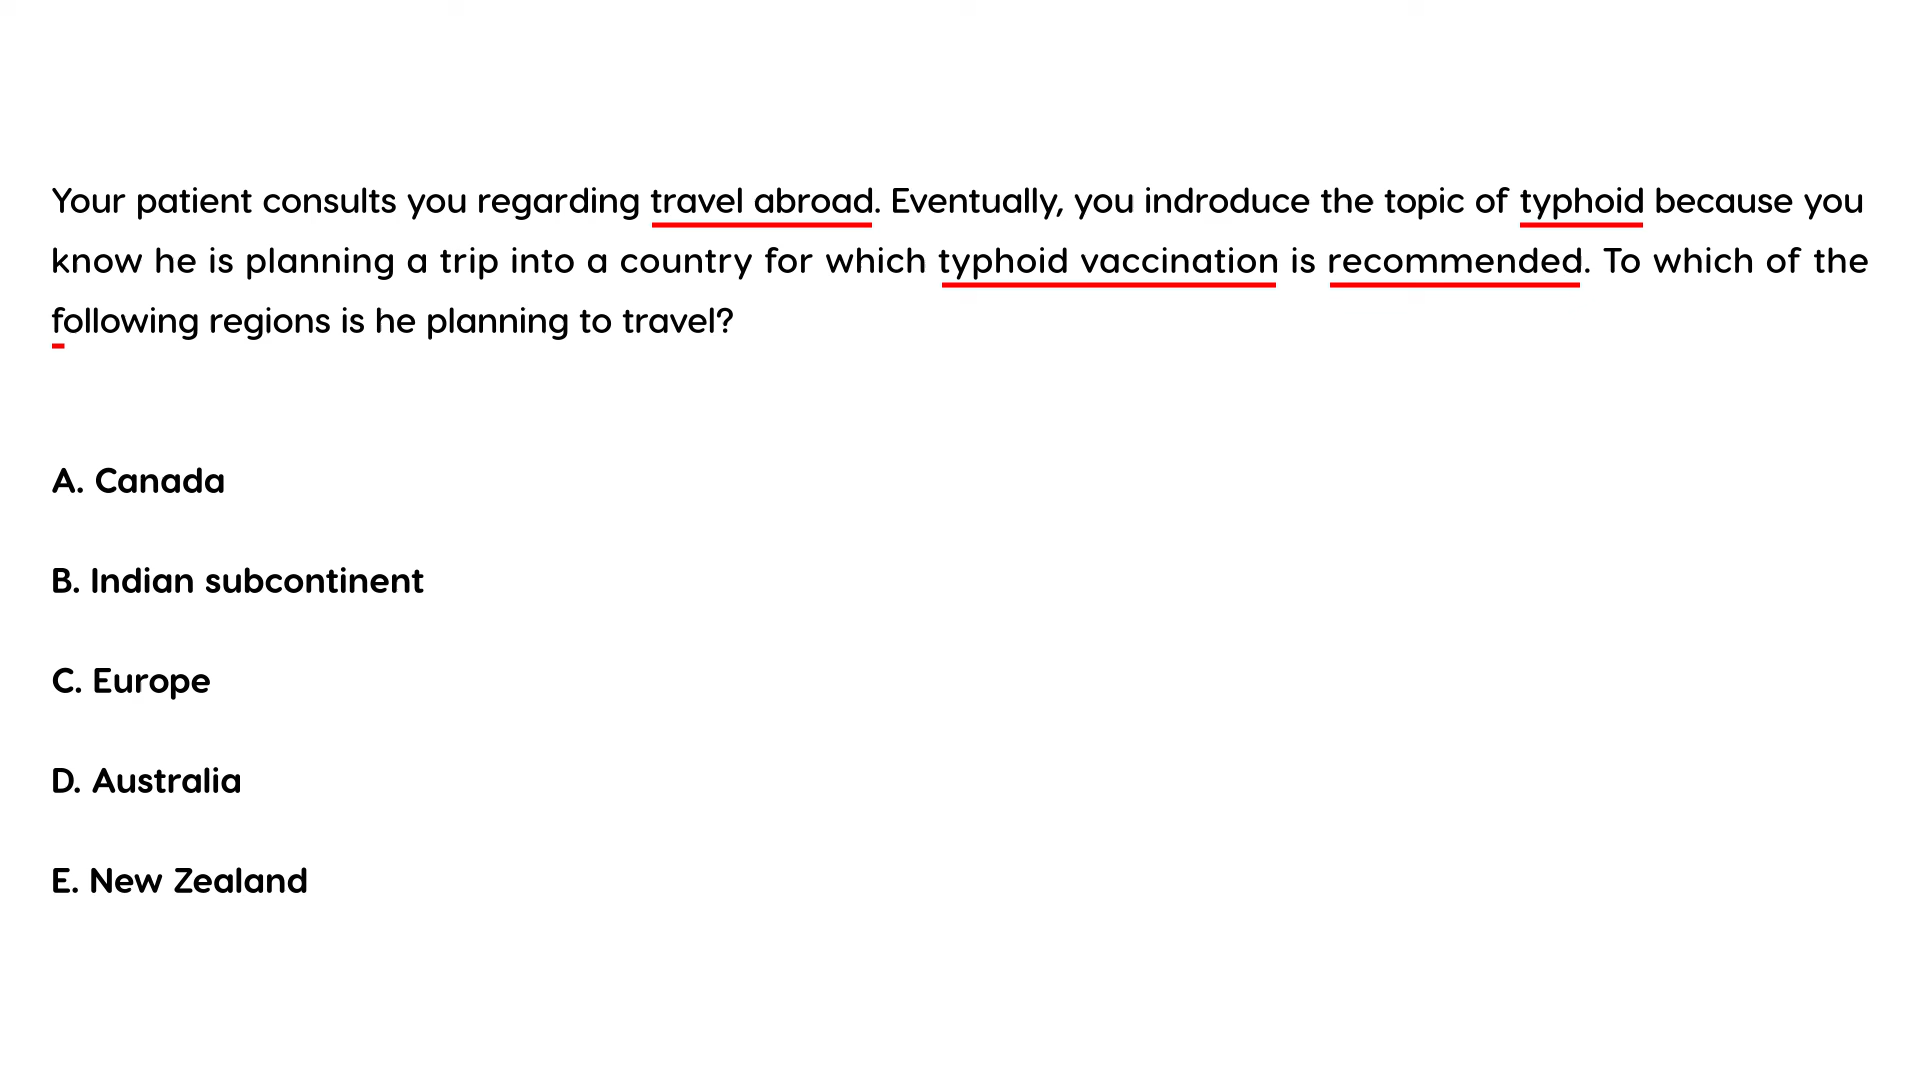 Your patient consults you regarding travel abroad. Eventually, you indroduce the topic of typhoid because you
know he is planning a trip into a country for which typhoid vaccination is recommended. To which of the
following regions is he planning to travel?
A. Canada
B. Indian subcontinent
C. Europe
D. Australia
E. New Zealand